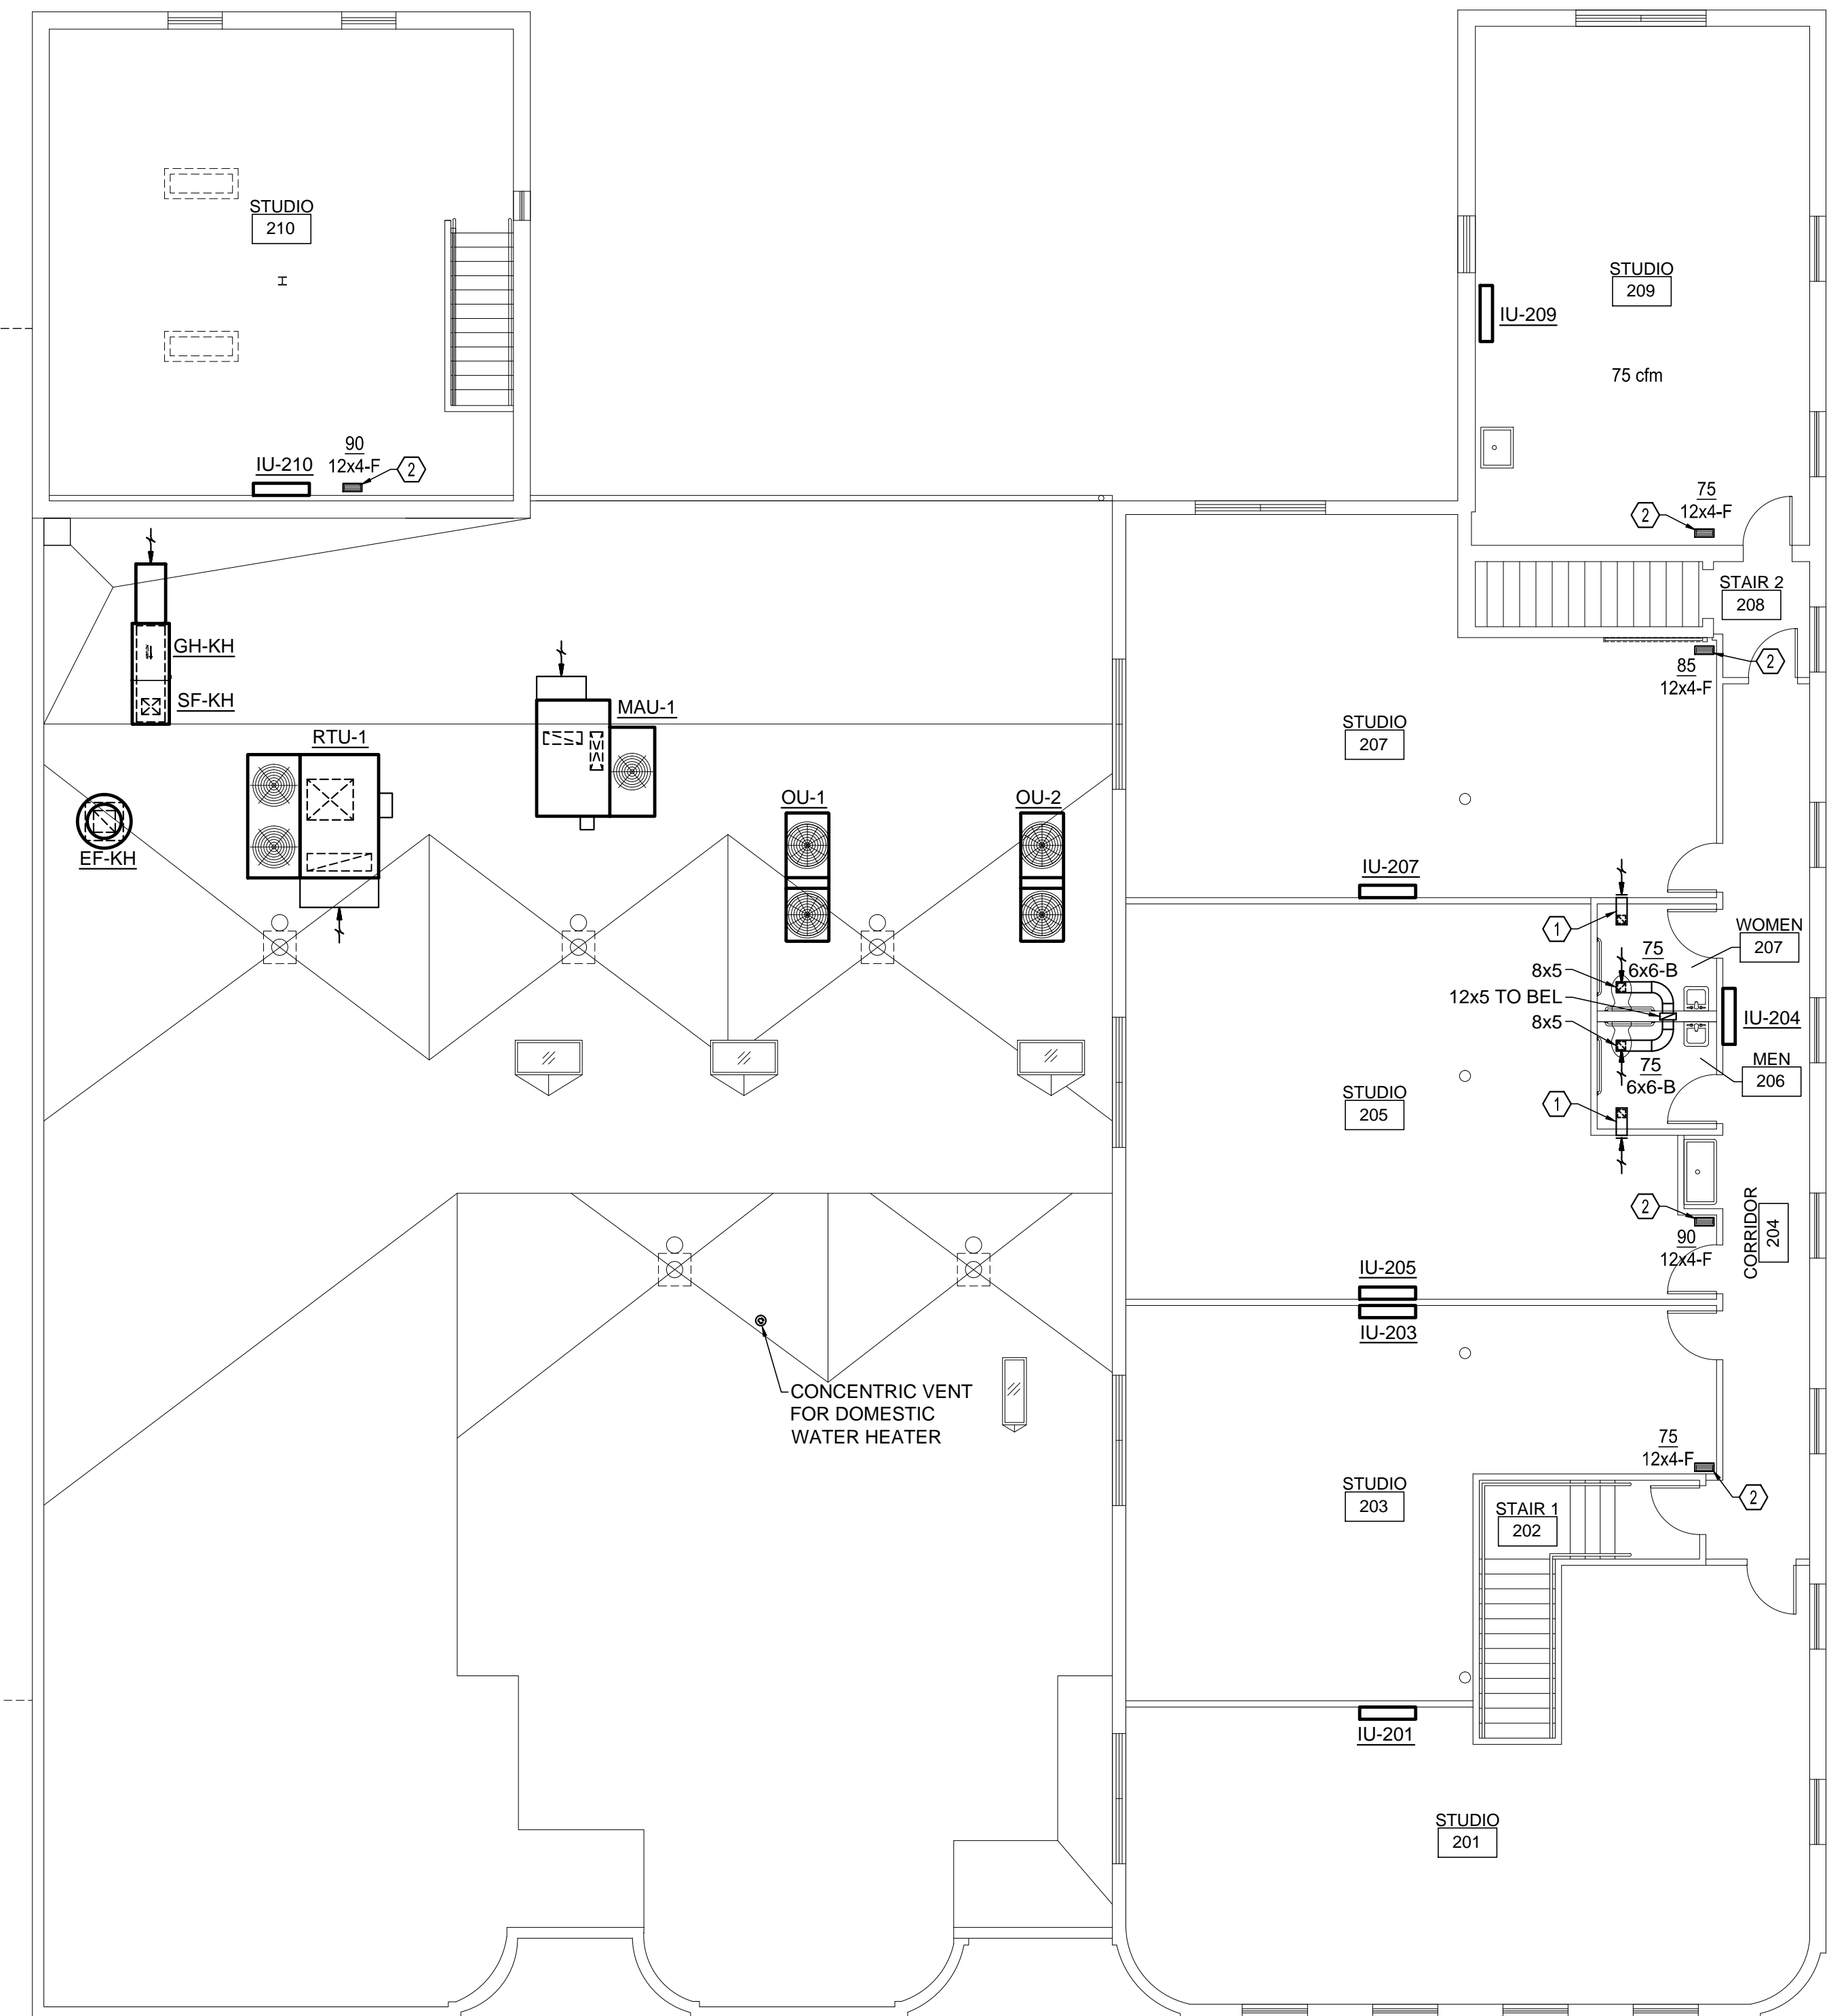 STUDIO
210
STUDIO
209
IU-209
75 cfm
90
12x4-F
IU-210
2
75
12x4-F
2
STAIR 2
208
GH-KH
SF-KH
85
12x4-F
2
MAU-1
RTU-1
STUDIO
207
OU-1
OU-2
EF-KH
IU-207
1
WOMEN
207
75
6x6-B
8x5
12x5 TO BEL
8x5
IU-204
MEN
206
75
6x6-B
1
STUDIO
205
2
90
12x4-F
CORRIDOR
204
IU-205
IU-203
CONCENTRIC VENT
FOR DOMESTIC
WATER HEATER
75
12x4-F
2
STUDIO
203
STAIR 1
202
IU-201
STUDIO
201